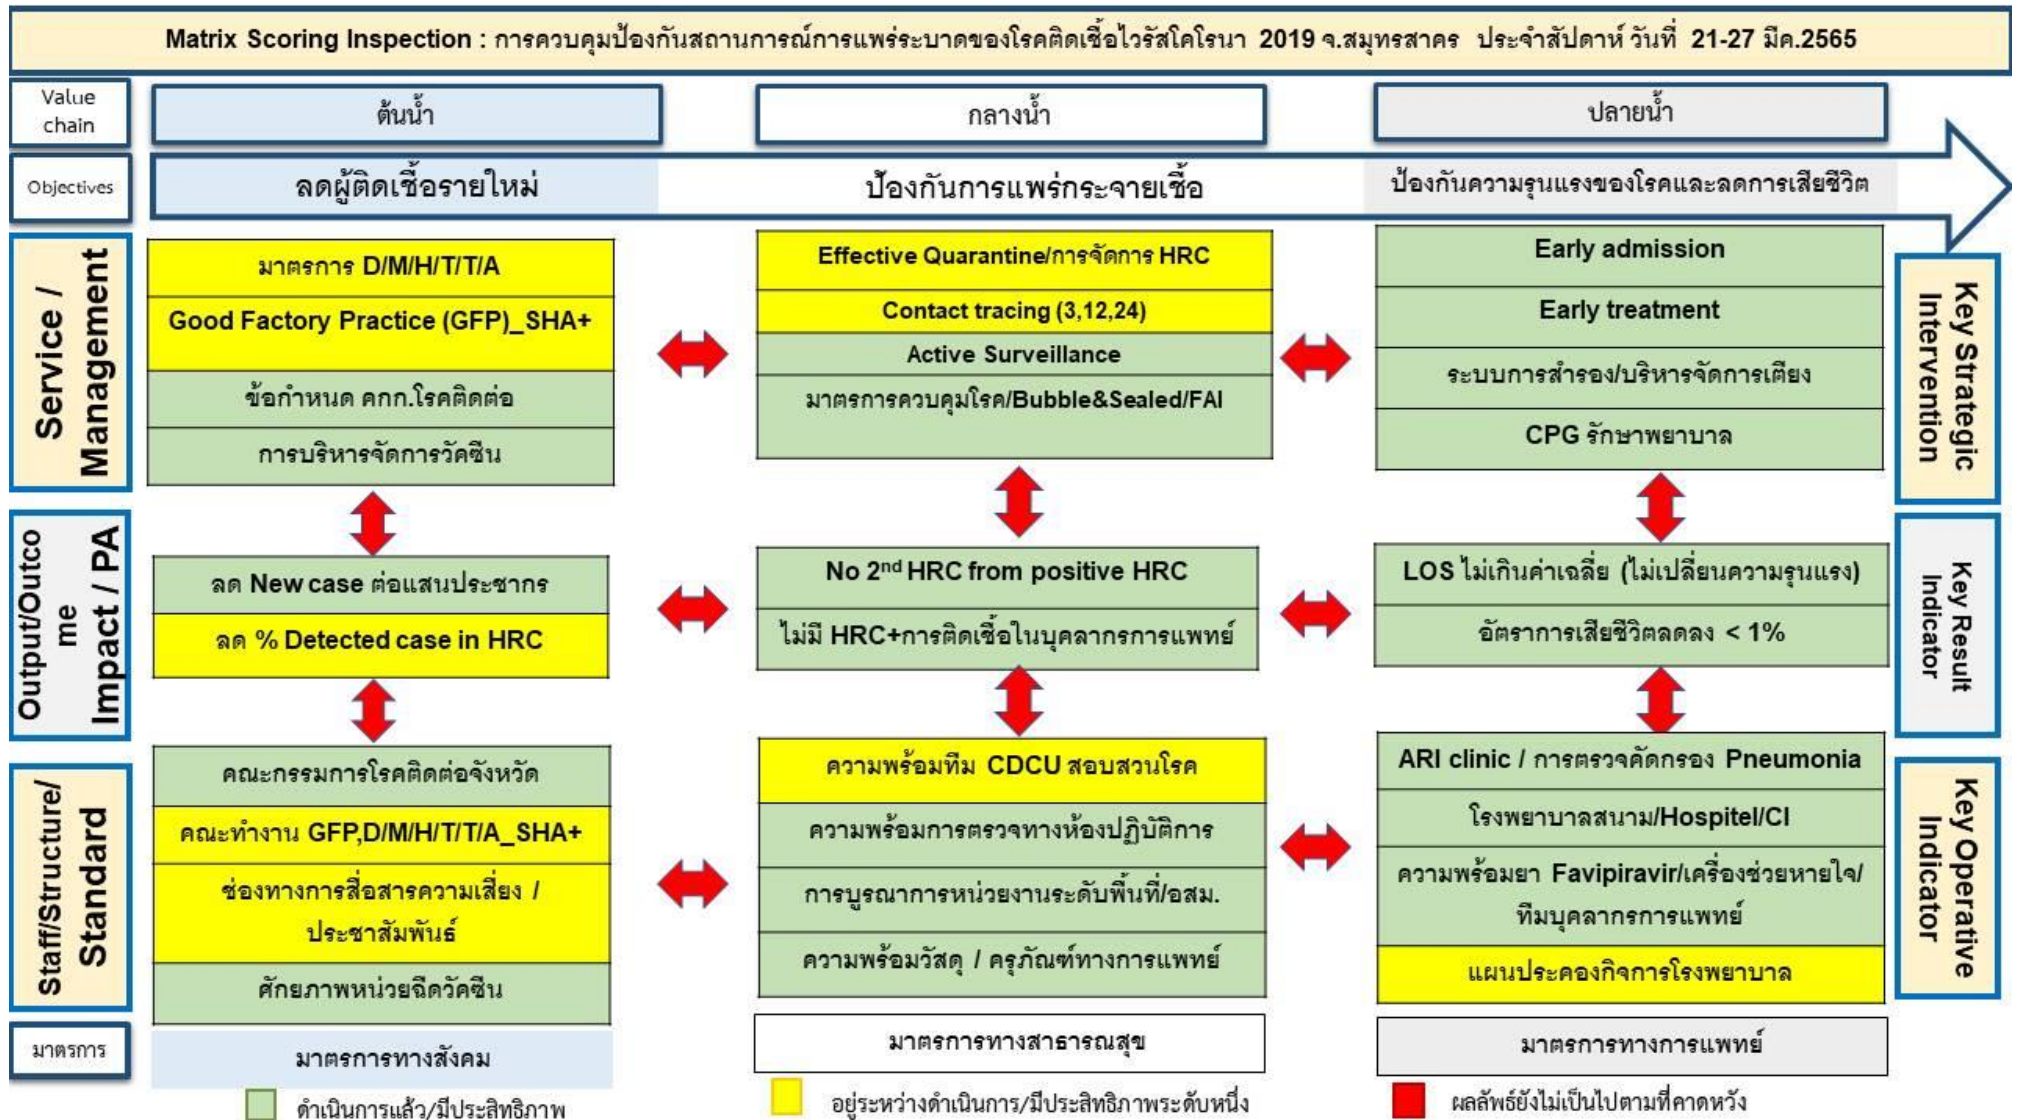 Matrix Scoring Inspection : การควบคุมป้องกันสถานการณ์การแพร่ระบาดของโรคติดเชื้อไวรัสโคโรนา 2019 จ.สมุทรสาคร ประจำสัปดาห์ วันที่ 21-27 มีค.2565
Value
chain
ต้นน้ำ
กลางน้ำ
ปลายน้ำ
Objectives
ลดผู้ติดเชื้อรายใหม่
ป้องกันการแพร่กระจายเชื้อ
ป้องกันความรุนแรงของโรคและลดการเสียชีวิต
Service /
Management
มาตรการ D/M/H/T/T/A
Good Factory Practice (GFP)_SHA+
ข้อกำหนด คกก.โรคติดต่อ
การบริหารจัดการวัคซีน
Effective Quarantine/การจัดการ HRC
Contact tracing (3,12,24)
Active Surveillance
มาตรการควบคุมโรค/Bubble&Sealed/FAI
Early admission
Early treatment
ระบบการสำรอง/บริหารจัดการเตียง
CPG รักษาพยาบาล
Key Strategic
Intervention
Output/Outco
me
Impact / PA
ลด New case ต่อแสนประชากร
ลด % Detected case in HRC
No 2nd HRC from positive HRC
ไม่มี HRC+การติดเชื้อในบุคลากรการแพทย์
LOS ไม่เกินค่าเฉลี่ย (ไม่เปลี่ยนความรุนแรง)
อัตราการเสียชีวิตลดลง < 1%
Key Result
Indicator
Staff/Structure/
Standard
คณะกรรมการโรคติดต่อจังหวัด
คณะทำงาน GFP,D/M/H/T/T/A_SHA+
ช่องทางการสื่อสารความเสี่ยง /
ประชาสัมพันธ์
ศักยภาพหน่วยฉีดวัคซีน
ความพร้อมทีม CDCU สอบสวนโรค
ความพร้อมการตรวจทางห้องปฏิบัติการ
การบูรณาการหน่วยงานระดับพื้นที่/อสม.
ความพร้อมวัสดุ / ครุภัณฑ์ทางการแพทย์
ARI clinic / การตรวจคัดกรอง Pneumonia
โรงพยาบาลสนาม/Hospitel/CI
ความพร้อมยา Favipiravir/เครื่องช่วยหายใจ/
ทีมบุคลากรการแพทย์
แผนประคองกิจการโรงพยาบาล
Key Operative
Indicator
มาตรการ
มาตรการทางสังคม
มาตรการทางสาธารณสุข
มาตรการทางการแพทย์
ดำเนินการแล้ว/มีประสิทธิภาพ
อยู่ระหว่างดำเนินการ/มีประสิทธิภาพระดับหนึ่ง
ผลลัพธ์ยังไม่เป็นไปตามที่คาดหวัง